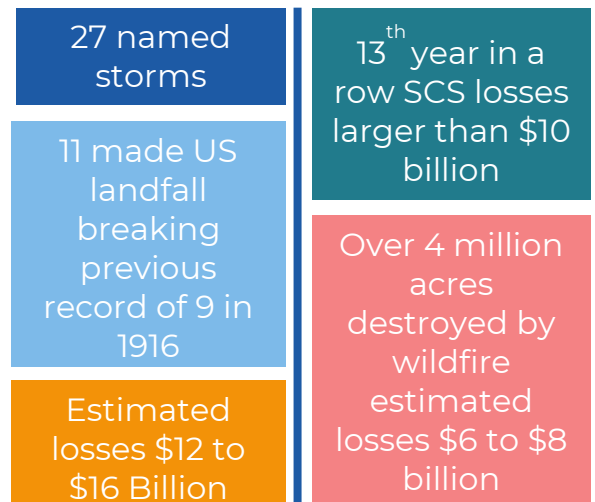 27 named
storms
11 made US
landfall
breaking
previous
record of 9 in
1916
Estimated
losses $12 to
$16 Billion
13th year in a
row SCS losses
larger than $10
billion
Over 4 million
acres
destroyed by
wildfire
estimated
losses $6 to $8
billion